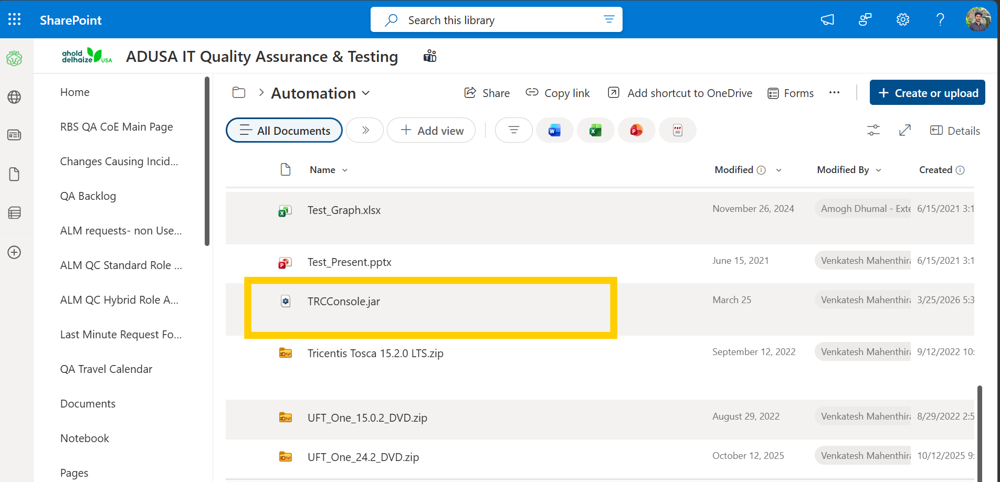 SharePoint
Search this library
ahold
delhaize USA
ADUSA IT Quality Assurance & Testing
Home
RBS QA CoE Main Page
Changes Causing Incid...
QA Backlog
ALM requests- non Use...
ALM QC Standard Role ...
ALM QC Hybrid Role A...
Last Minute Request Fo...
QA Travel Calendar
Documents
Notebook
Pages
Automation
Share
Copy link
Add shortcut to OneDrive
Forms
Create or upload
All Documents
Add view
Details
Name
Modified
Modified By
Created
Test_Graph.xlsx November 26, 2024 Amogh Dhumal - Exte 6/15/2021 3:1
Test_Present.pptx June 15, 2021 Venkatesh Mahenthira 6/15/2021 3:1
TRCConsole.jar March 25 Venkatesh Mahenthira 3/25/2026 5:3
Tricentis Tosca 15.2.0 LTS.zip September 12, 2022 Venkatesh Mahenthira 9/12/2022 10:
UFT_One_15.0.2_DVD.zip August 29, 2022 Venkatesh Mahenthira 8/29/2022 2:5
UFT_One_24.2_DVD.zip October 12, 2025 Venkatesh Mahenthira 10/12/2025 9: